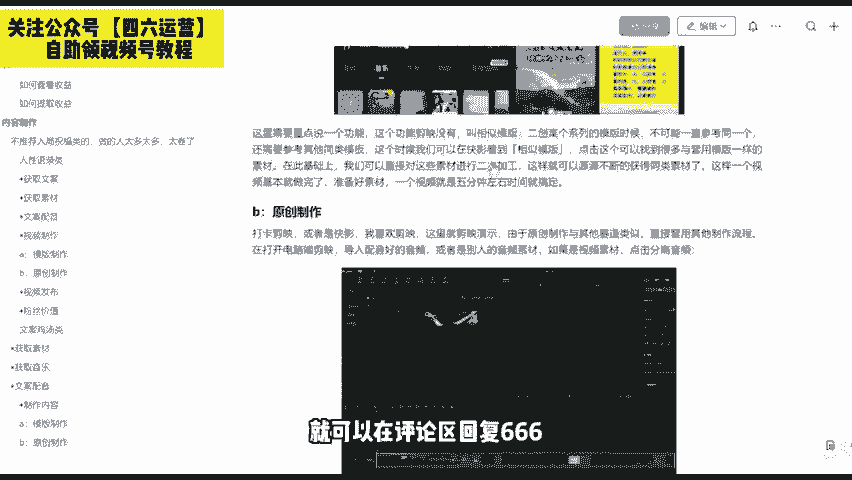 关注公众号【四六运营】
自助领视频号教程
编辑
如何查看收益
如何提取收益
内容制作
不推荐入局祝福类，做的人太多太多，太卷了
人性语录类
•获取文案
•获取素材
•文案配音
•视频制作
a：模版制作
b：原创制作
•视频发布
•粉丝价值
文案鸡汤类
•获取素材
•获取音乐
•文案配音
•制作内容
a：模版制作
b：原创制作
这里需要重点说一个功能，这个功能剪映没有，叫相似模版，二创高个系列的模版时候，不可能一直参考同一个，
还需要参考其他同类模板，这个时候我们可以在快影看到「相似模版」，点击这个可以找到很多与套用模版一样的
素材。在此基础上，我们可以直接对这些素材进行二次加工，这样就可以源源不断的获得同类素材了，这样一个视
频基本就做完了，准备好素材，一个视频就是五分钟左右时间就搞定。
b：原创制作
打卡剪映，或者是快影，我喜欢剪映，这里就剪映演示，由于原创制作与其他赛道类似，直接套用其他制作流程。
在打开电脑端剪映，导入配音好的音频，或者是别人的音频素材，如果是视频素材，点击分离音频；
就可以在评论区回复666